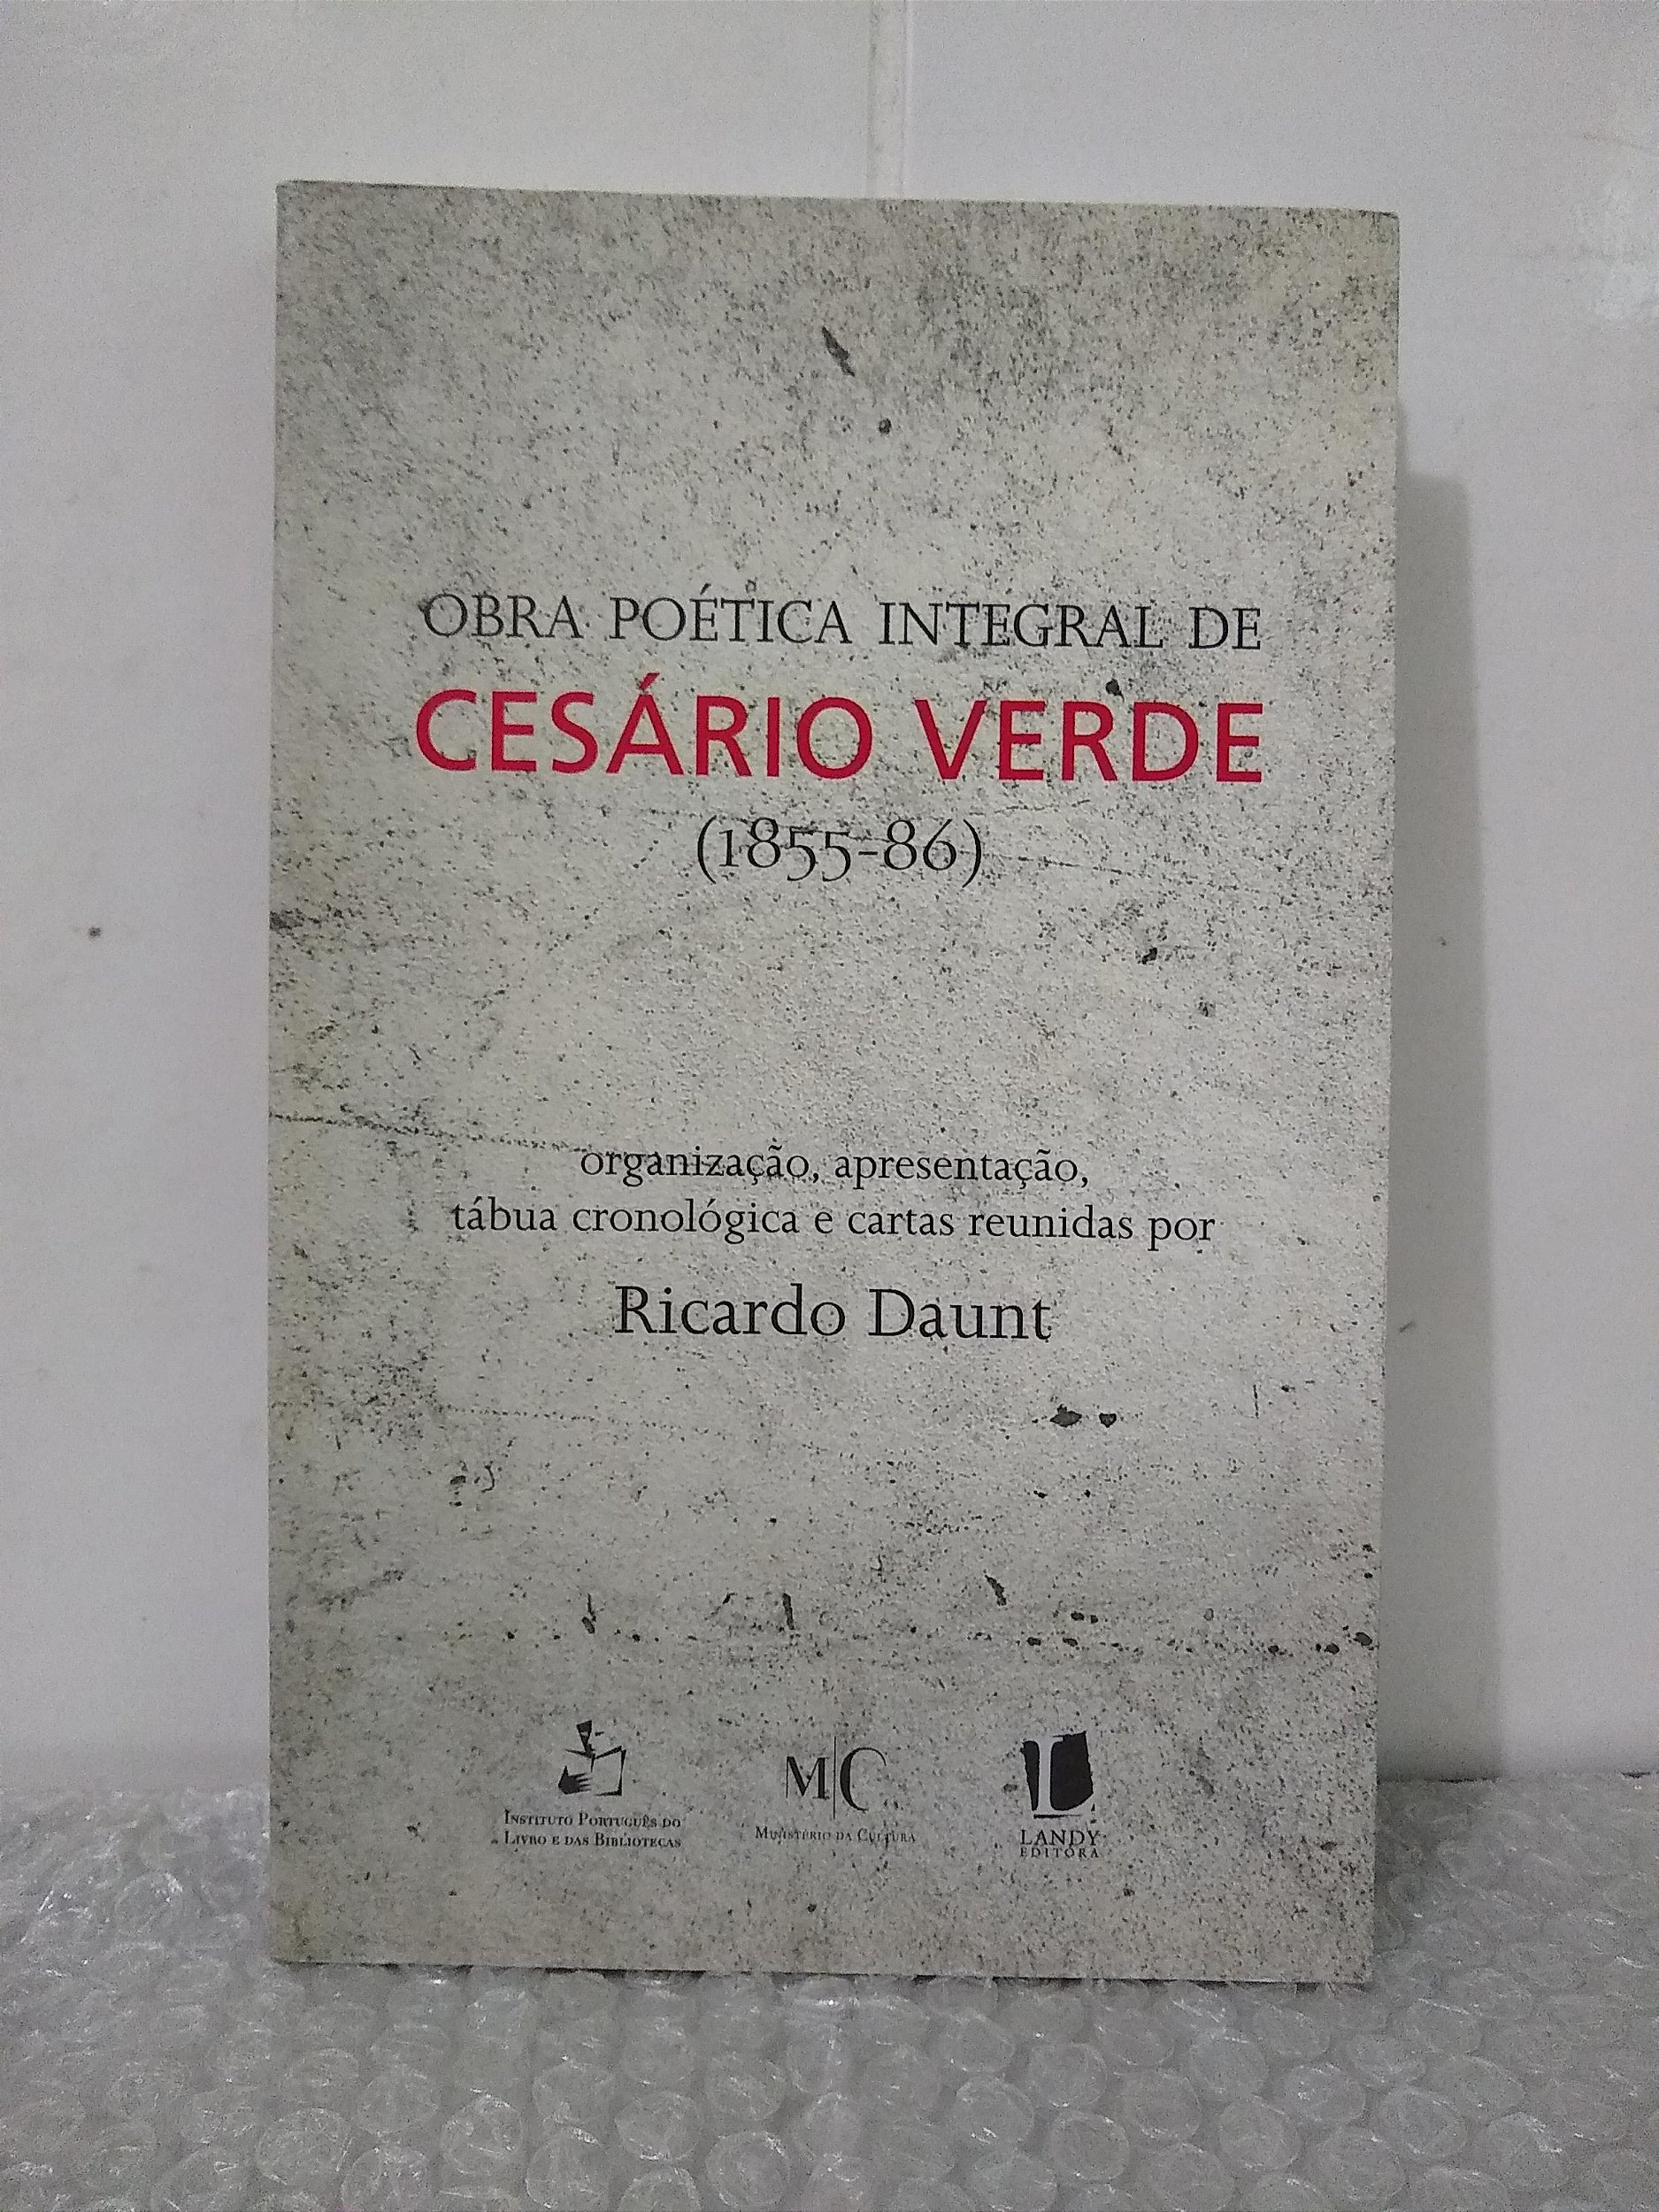 OBRA POÉTICA INTEGRAL DE
CESÁRIO VERDE
(1855-86)
organização, apresentação,
tábua cronológica e cartas reunidas por
Ricardo Daunt
INSTITUTO PORTUGUÊS DO
LIVRO E DAS BIBLIOTECAS
M|C
MINISTÉRIO DA CULTURA
L
LANDY
EDITORA